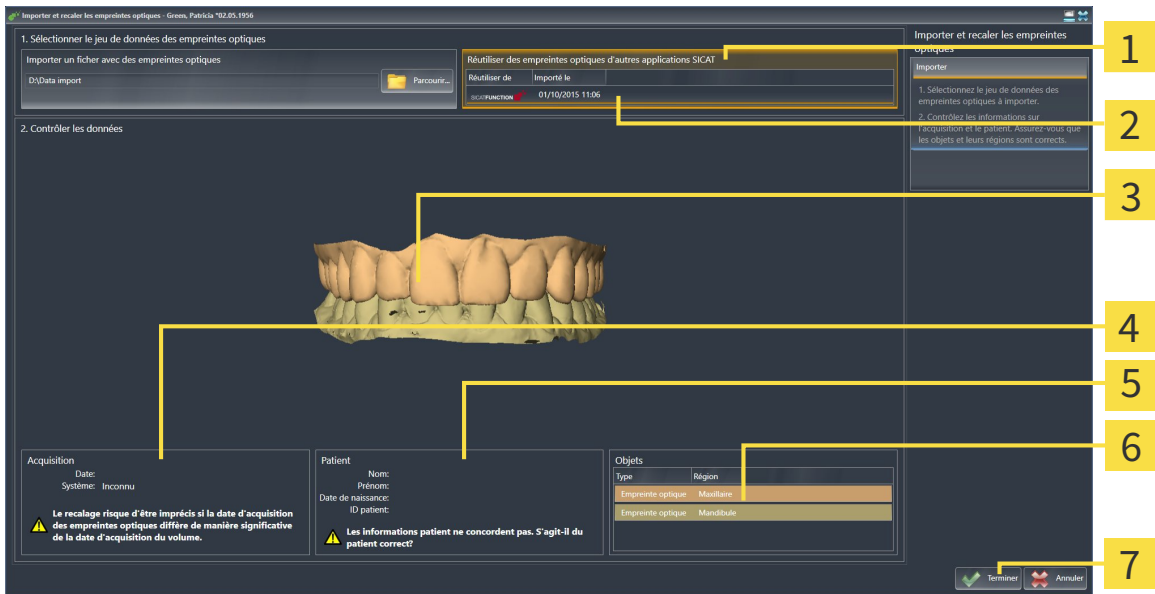 Importer et recaler les empreintes optiques - Green, Patricia *02.05.1956
1. Sélectionner le jeu de données des empreintes optiques
Importer un ficher avec des empreintes optiques
D:\Data import
Parcourir...
Réutiliser des empreintes optiques d'autres applications SICAT
Réutiliser de
Importé le
SICATFUNCTION
01/10/2015 11:06
2. Contrôler les données
Acquisition
Date:
Système: Inconnu
Le recalage risque d'être imprécis si la date d'acquisition
des empreintes optiques diffère de manière significative
de la date d'acquisition du volume.
Patient
Nom:
Prénom:
Date de naissance:
ID patient:
Les informations patient ne concordent pas. S'agit-il du
patient correct?
Objets
Type
Région
Empreinte optique Maxillaire
Empreinte optique Mandibule
Importer et recaler les empreintes
optiques
Importer
1. Sélectionnez le jeu de données des
empreintes optiques à importer.
2. Contrôlez les informations sur
l'acquisition et le patient. Assurez-vous que
les objets et leurs régions sont corrects.
Terminer
Annuler
1
2
3
4
5
6
7